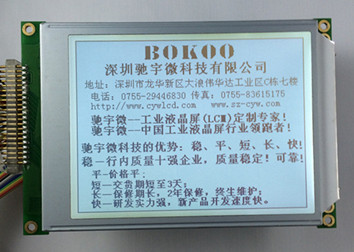 BOKOO
深圳驰宇微科技有限公司
地址:深圳市龙华新区大浪伟华达工业区C栋七楼
电话:0755-29446830 传真:0755-83615175
http://www.cywlcd.com www.zz-cyw.com
驰宇微--工业液晶屏(LCM)定制专家!
驰宇微--中国工业液晶屏行业领跑者!
驰宇微科技的优势: 稳、平、短、长、快!
稳--行内质量十强企业,质量稳定!可靠!
平--价格平;
短--交货期短至3天;
长--保修期长,2年保修,终生维护;
快--研发实力强,新产品开发速度快。